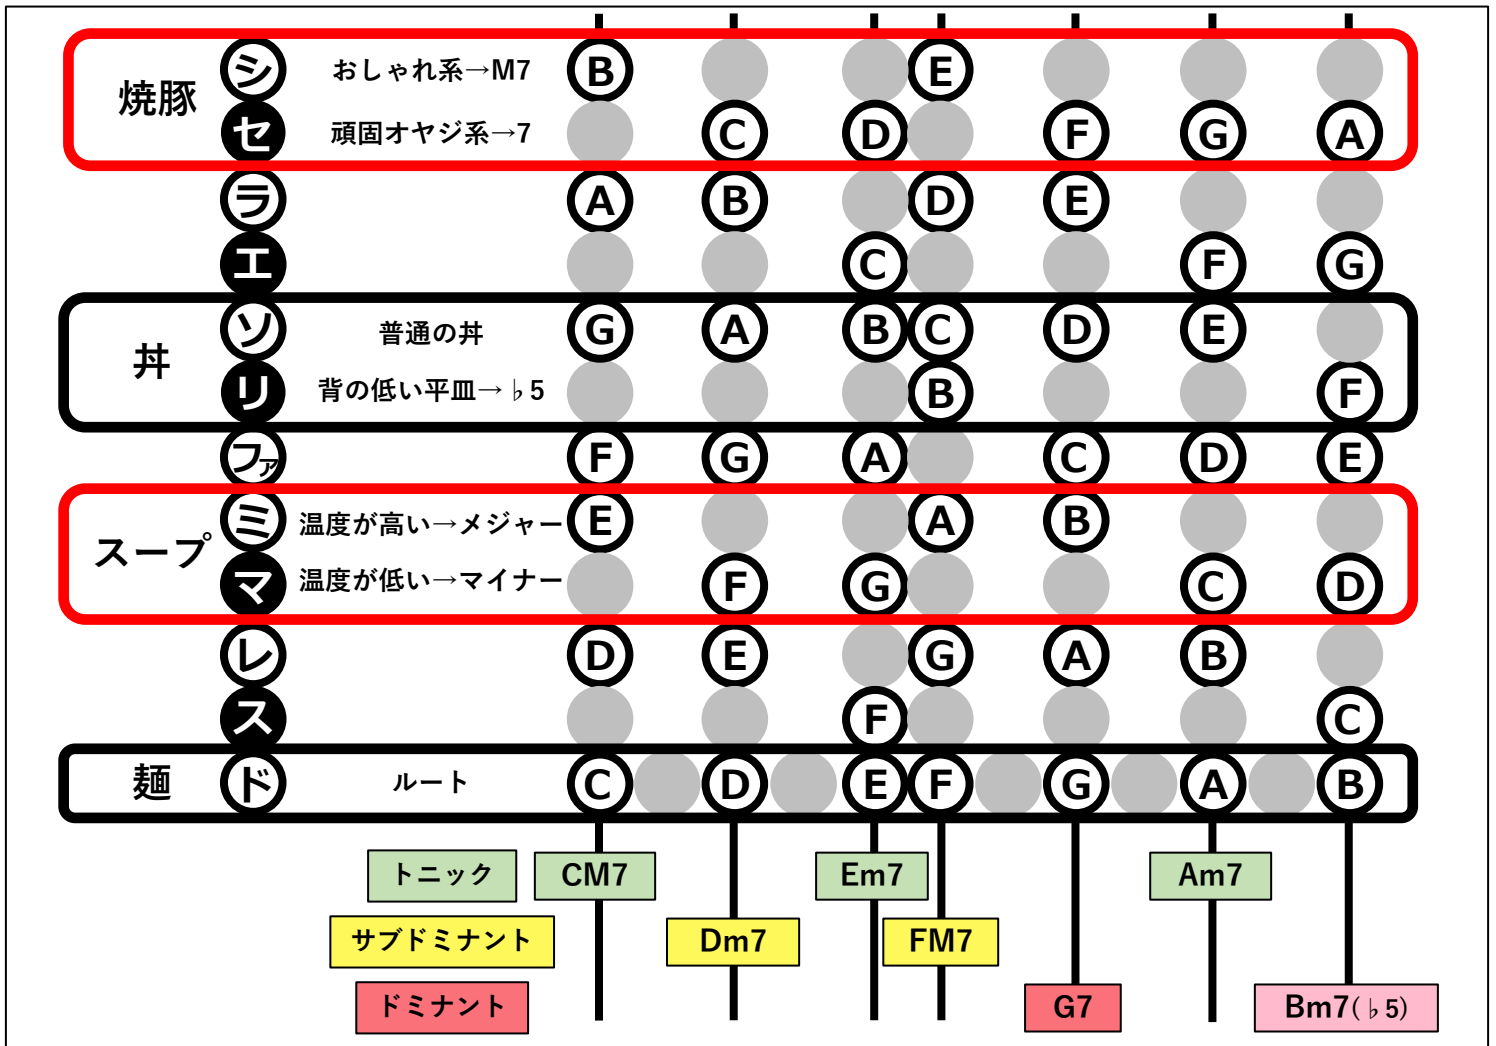 シ おしゃれ系→M7 B E
焼豚
セ 頑固オヤジ系→7 C D F G A
ラ A B D E
エ C F G
ソ 普通の丼 G A B C D E
丼
リ 背の低い平皿→♭5 B F
ファ F G A C D E
ミ 温度が高い→メジャー E A B
スープ
マ 温度が低い→マイナー F G C D
レ D E G A B
ス F C
麺 ド ルート C D E F G A B
トニック CM7 Em7 Am7
サブドミナント Dm7 FM7
ドミナント G7 Bm7(♭5)